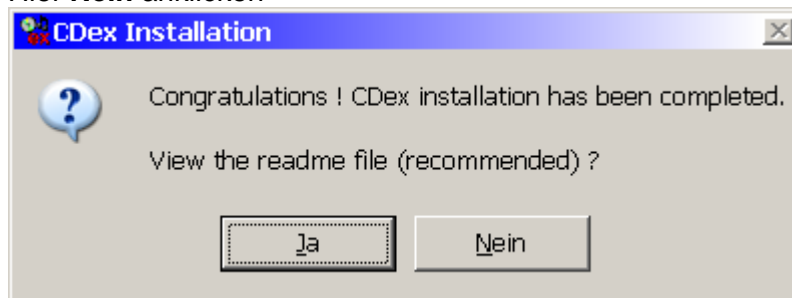 CDex Installation
Congratulations ! CDex installation has been completed.
View the readme file (recommended) ?
Ja
Nein